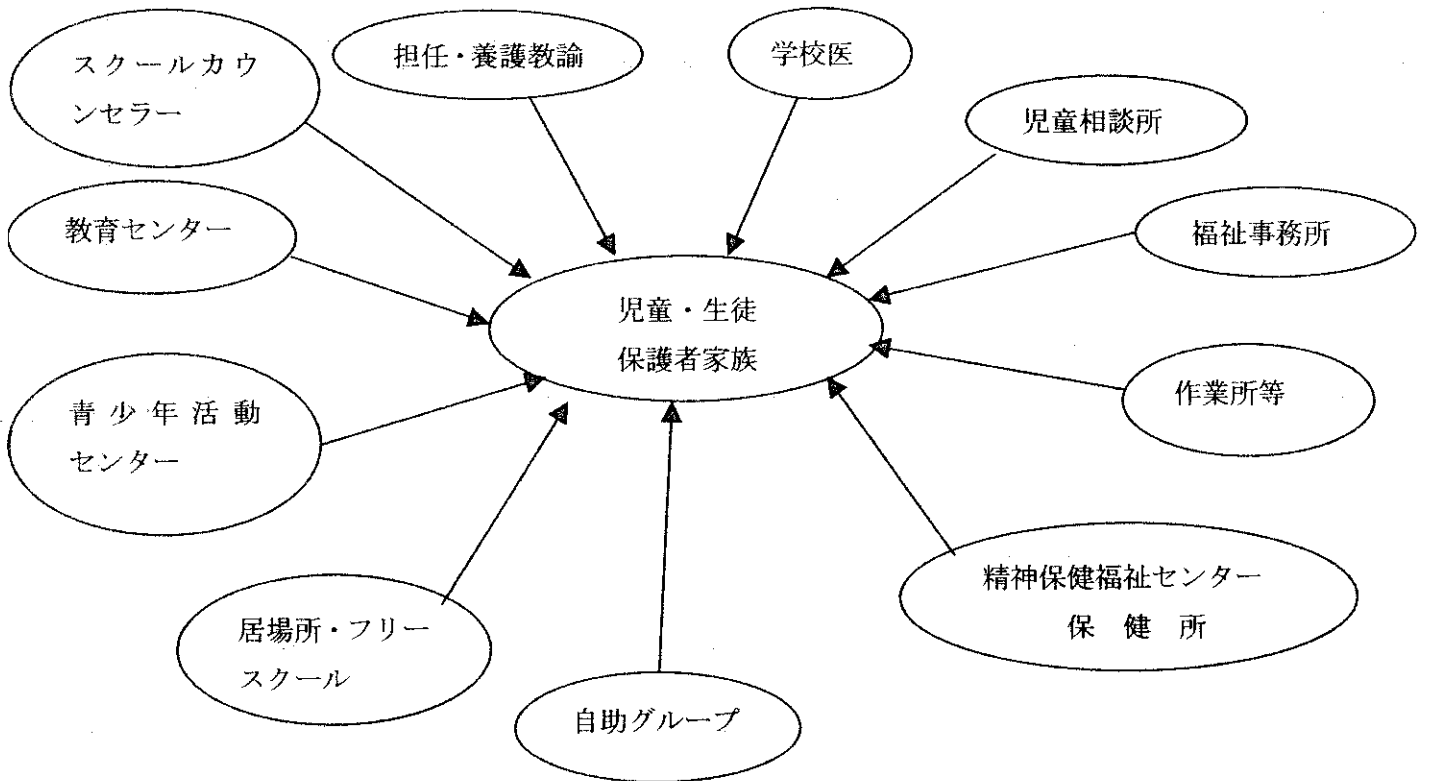 スクールカウ
ンセラー
担任・養護教諭
学校医
児童相談所
教育センター
福祉事務所
児童・生徒
保護者家族
作業所等
青少年活動
センター
精神保健福祉センター
保健所
居場所・フリー
スクール
自助グループ